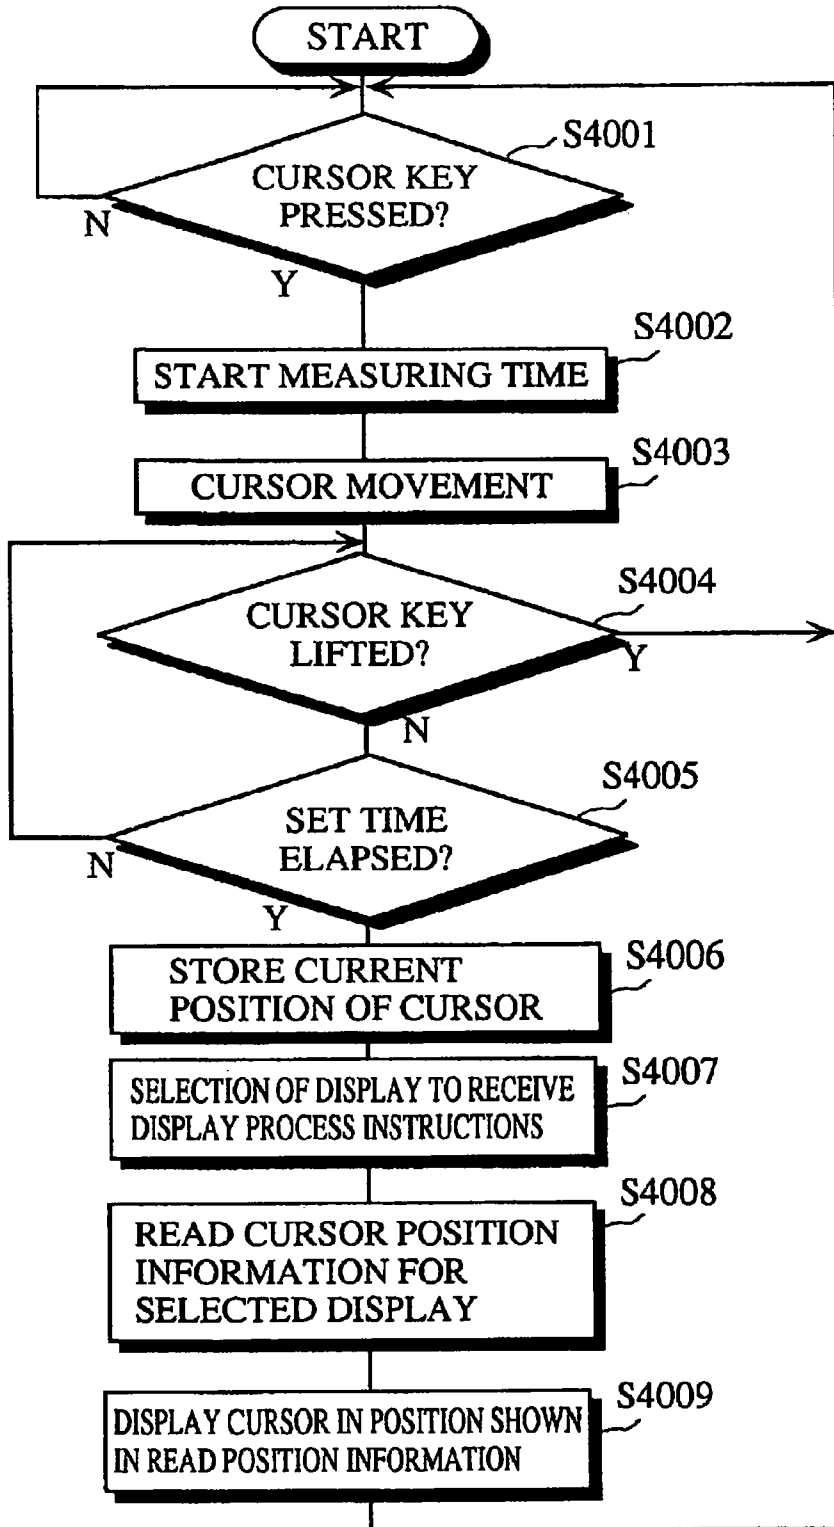 START
S4001
CURSOR KEY
PRESSED?
N
Y
S4002
START MEASURING TIME
S4003
CURSOR MOVEMENT
S4004
CURSOR KEY
LIFTED?
Y
N
S4005
SET TIME
ELAPSED?
N
Y
S4006
STORE CURRENT
POSITION OF CURSOR
S4007
SELECTION OF DISPLAY TO RECEIVE
DISPLAY PROCESS INSTRUCTIONS
S4008
READ CURSOR POSITION
INFORMATION FOR
SELECTED DISPLAY
S4009
DISPLAY CURSOR IN POSITION SHOWN
IN READ POSITION INFORMATION